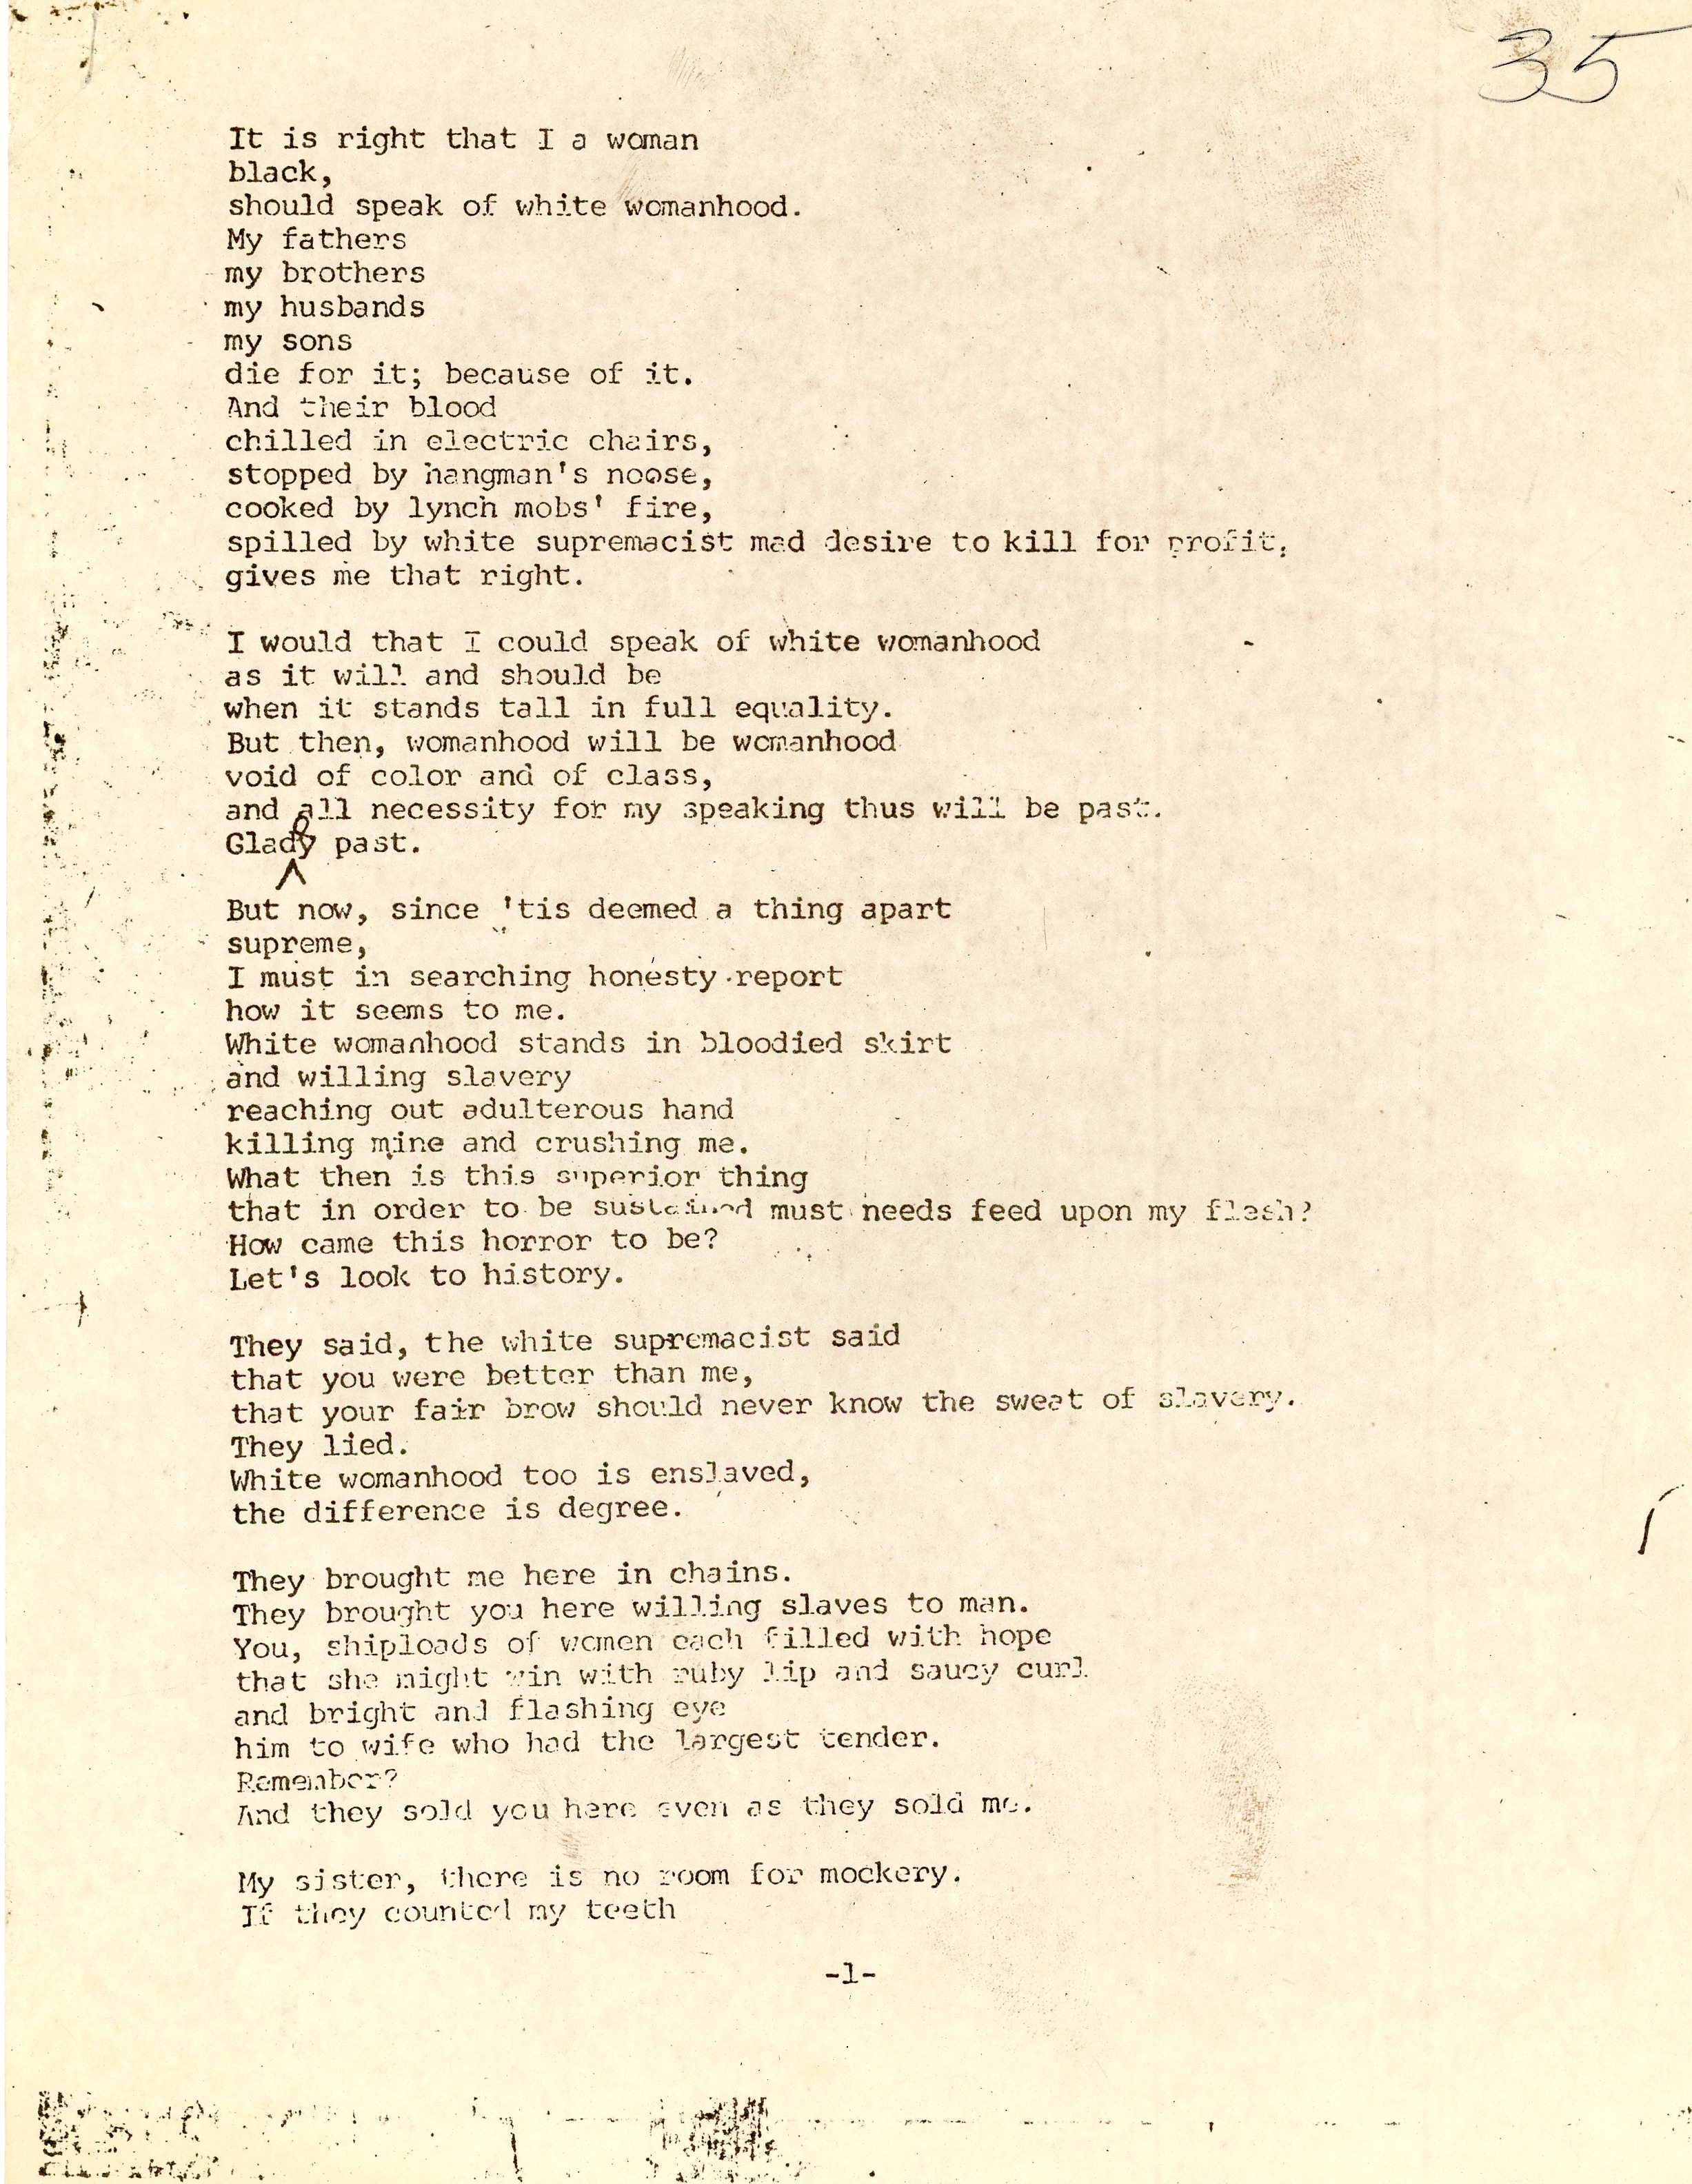 35
It is right that I a woman
black,
should speak of white womanhood.
My fathers
my brothers
my husbands
my sons
die for it; because of it.
And their blood
chilled in electric chairs,
stopped by hangman's noose,
cooked by lynch mobs' fire,
spilled by white supremacist mad desire to kill for profit,
gives me that right.
I would that I could speak of white womanhood
as it will and should be
when it stands tall in full equality.
But then, womanhood will be womanhood
void of color and of class,
and all necessity for my speaking thus will be past.
Gladly past.
But now, since 'tis deemed a thing apart
supreme,
I must in searching honesty report
how it seems to me.
White womanhood stands in bloodied skirt
and willing slavery
reaching out adulterous hand
killing mine and crushing me.
What then is this superior thing
that in order to be sustained must needs feed upon my flesh?
How came this horror to be?
Let's look to history.
They said, the white supremacist said
that you were better than me,
that your fair brow should never know the sweat of slavery.
They lied.
White womanhood too is enslaved,
the difference is degree.
They brought me here in chains.
They brought you here willing slaves to man.
You, shiploads of women each filled with hope
that she might win with ruby lip and saucy curl
and bright and flashing eye
him to wife who had the largest tender.
Remember?
And they sold you here even as they sold me.
My sister, there is no room for mockery.
If they counted my teeth
-1-